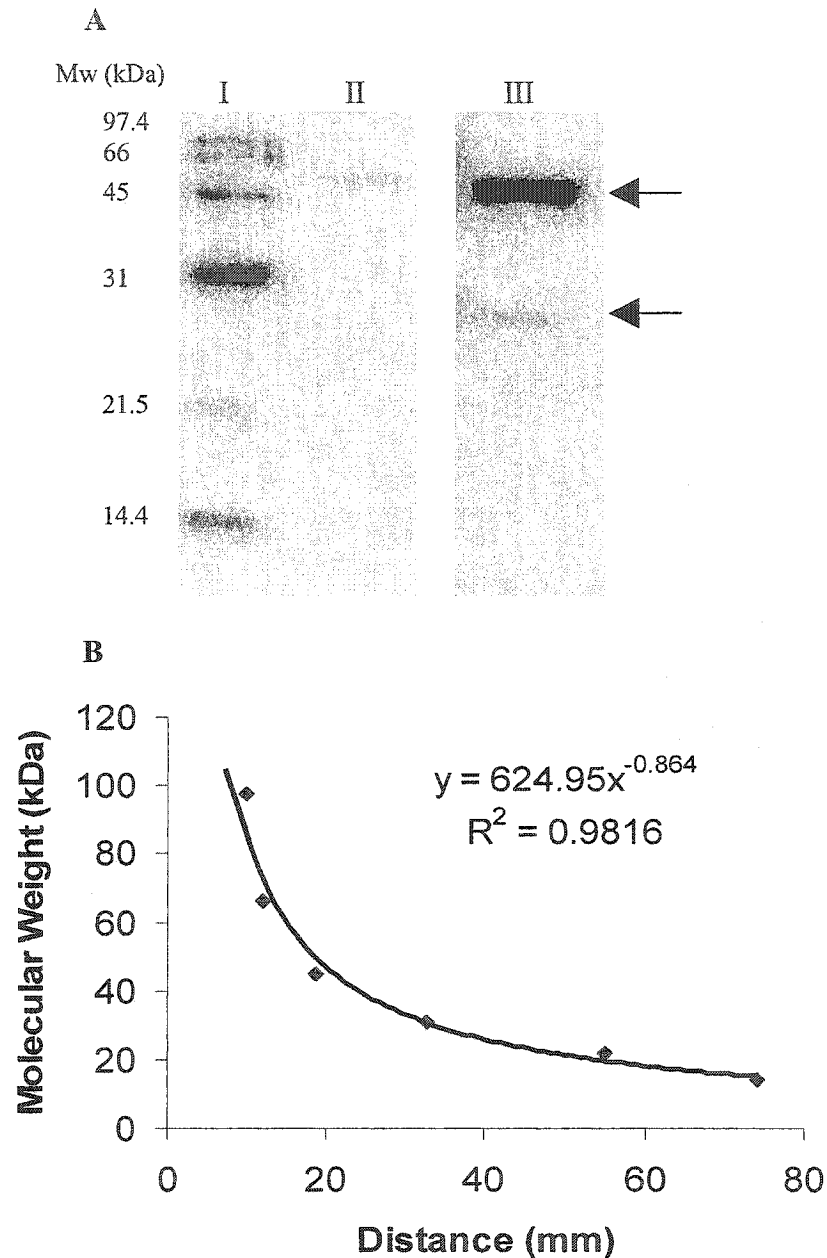 A
Mw (kDa)
I II III
97.4
66
45
31
21.5
14.4
B
120
100
80
60
40
20
0
Molecular Weight (kDa)
y = 624.95x^-0.864
R² = 0.9816
0 20 40 60 80
Distance (mm)